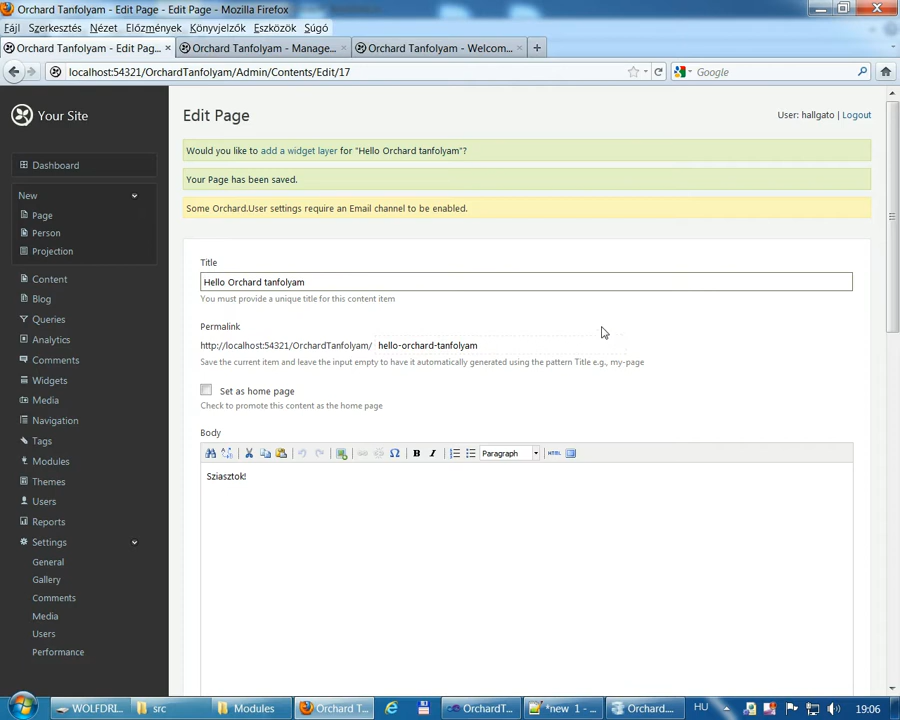 Orchard Tanfolyam - Edit Page - Edit Page - Mozilla Firefox
Fájl Szerkesztés Nézet Előzmények Könyvjelzők Eszközök Súgó
Orchard Tanfolyam - Edit Pag... × Orchard Tanfolyam - Manage... × Orchard Tanfolyam - Welcom... × +
localhost:54321/OrchardTanfolyam/Admin/Contents/Edit/17
Google
Your Site
Dashboard
New
Page
Person
Projection
Content
Blog
Queries
Analytics
Comments
Widgets
Media
Navigation
Tags
Modules
Themes
Users
Reports
Settings
General
Gallery
Comments
Media
Users
Performance
Edit Page
User: hallgato | Logout
Would you like to add a widget layer for "Hello Orchard tanfolyam"?
Your Page has been saved.
Some Orchard.User settings require an Email channel to be enabled.
Title
Hello Orchard tanfolyam
You must provide a unique title for this content item
Permalink
http://localhost:54321/OrchardTanfolyam/ hello-orchard-tanfolyam
Save the current item and leave the input empty to have it automatically generated using the pattern Title e.g., my-page
Set as home page
Check to promote this content as the home page
Body
B I Paragraph HTML
Sziasztok!
WOLFDRI... src Modules Orchard T... OrchardT... *new 1 - ... Orchard.... HU 19:06